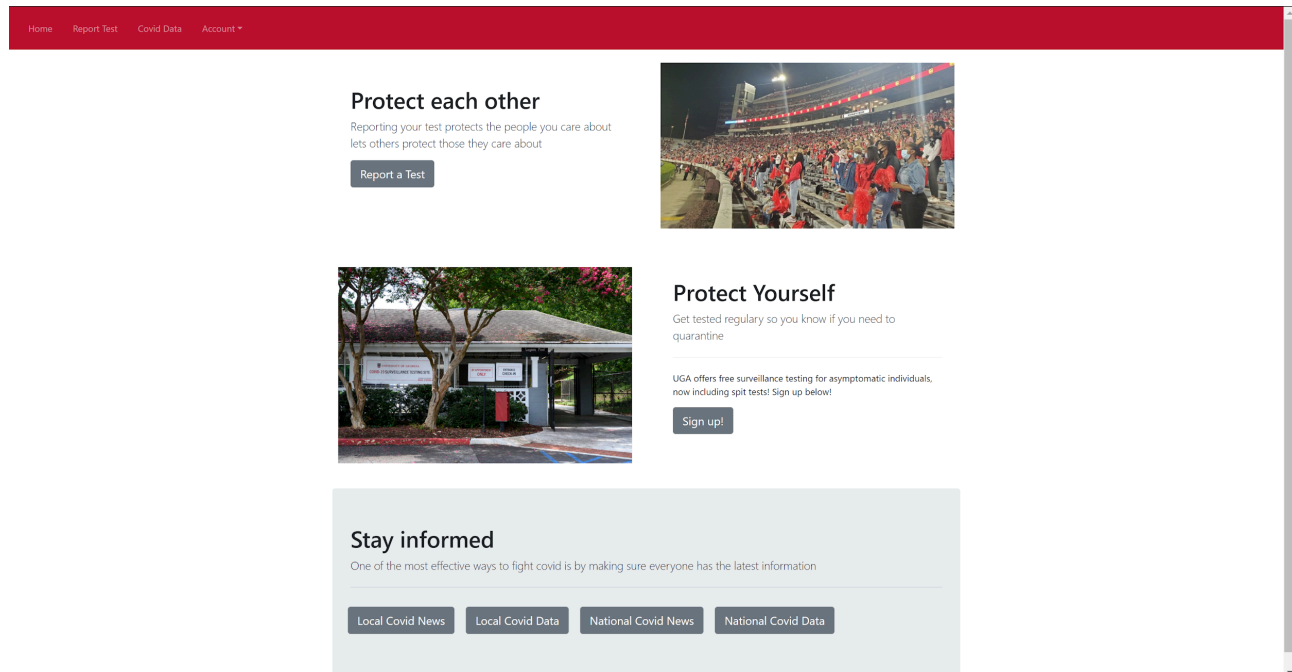 Home Report Test Covid Data Account
Protect each other
Reporting your test protects the people you care about
lets others protect those they care about
Report a Test
Protect Yourself
Get tested regulary so you know if you need to
quarantine
UGA offers free surveillance testing for asymptomatic individuals,
now including spit tests! Sign up below!
Sign up!
Stay informed
One of the most effective ways to fight covid is by making sure everyone has the latest information
Local Covid News Local Covid Data National Covid News National Covid Data